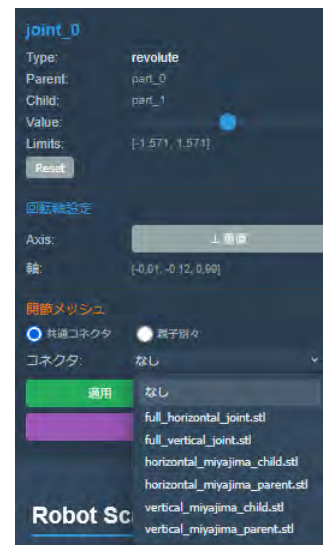 joint_0
Type: revolute
Parent: part_0
Child: part_1
Value:
Limits: [-1.571, 1.571]
Reset
回転軸設定
Axis: ⊥ 垂直
軸: [-0.01, -0.12, 0.99]
関節メッシュ
共通コネクタ 親子別々
コネクタ: なし
適用
なし
full_horizontal_joint.stl
full_vertical_joint.stl
horizontal_miyajima_child.stl
horizontal_miyajima_parent.stl
vertical_miyajima_child.stl
vertical_miyajima_parent.stl
Robot Sc